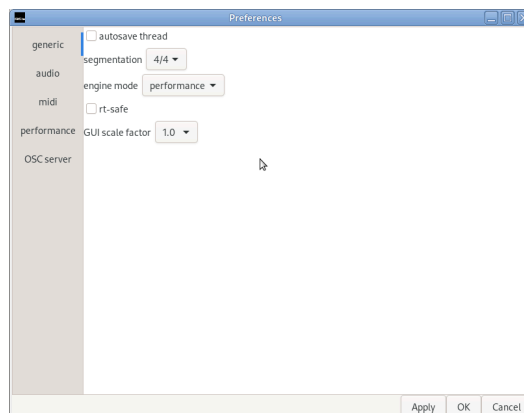 Preferences
generic
audio
midi
performance
OSC server
autosave thread
segmentation 4/4
engine mode performance
rt-safe
GUI scale factor 1.0
Apply OK Cancel